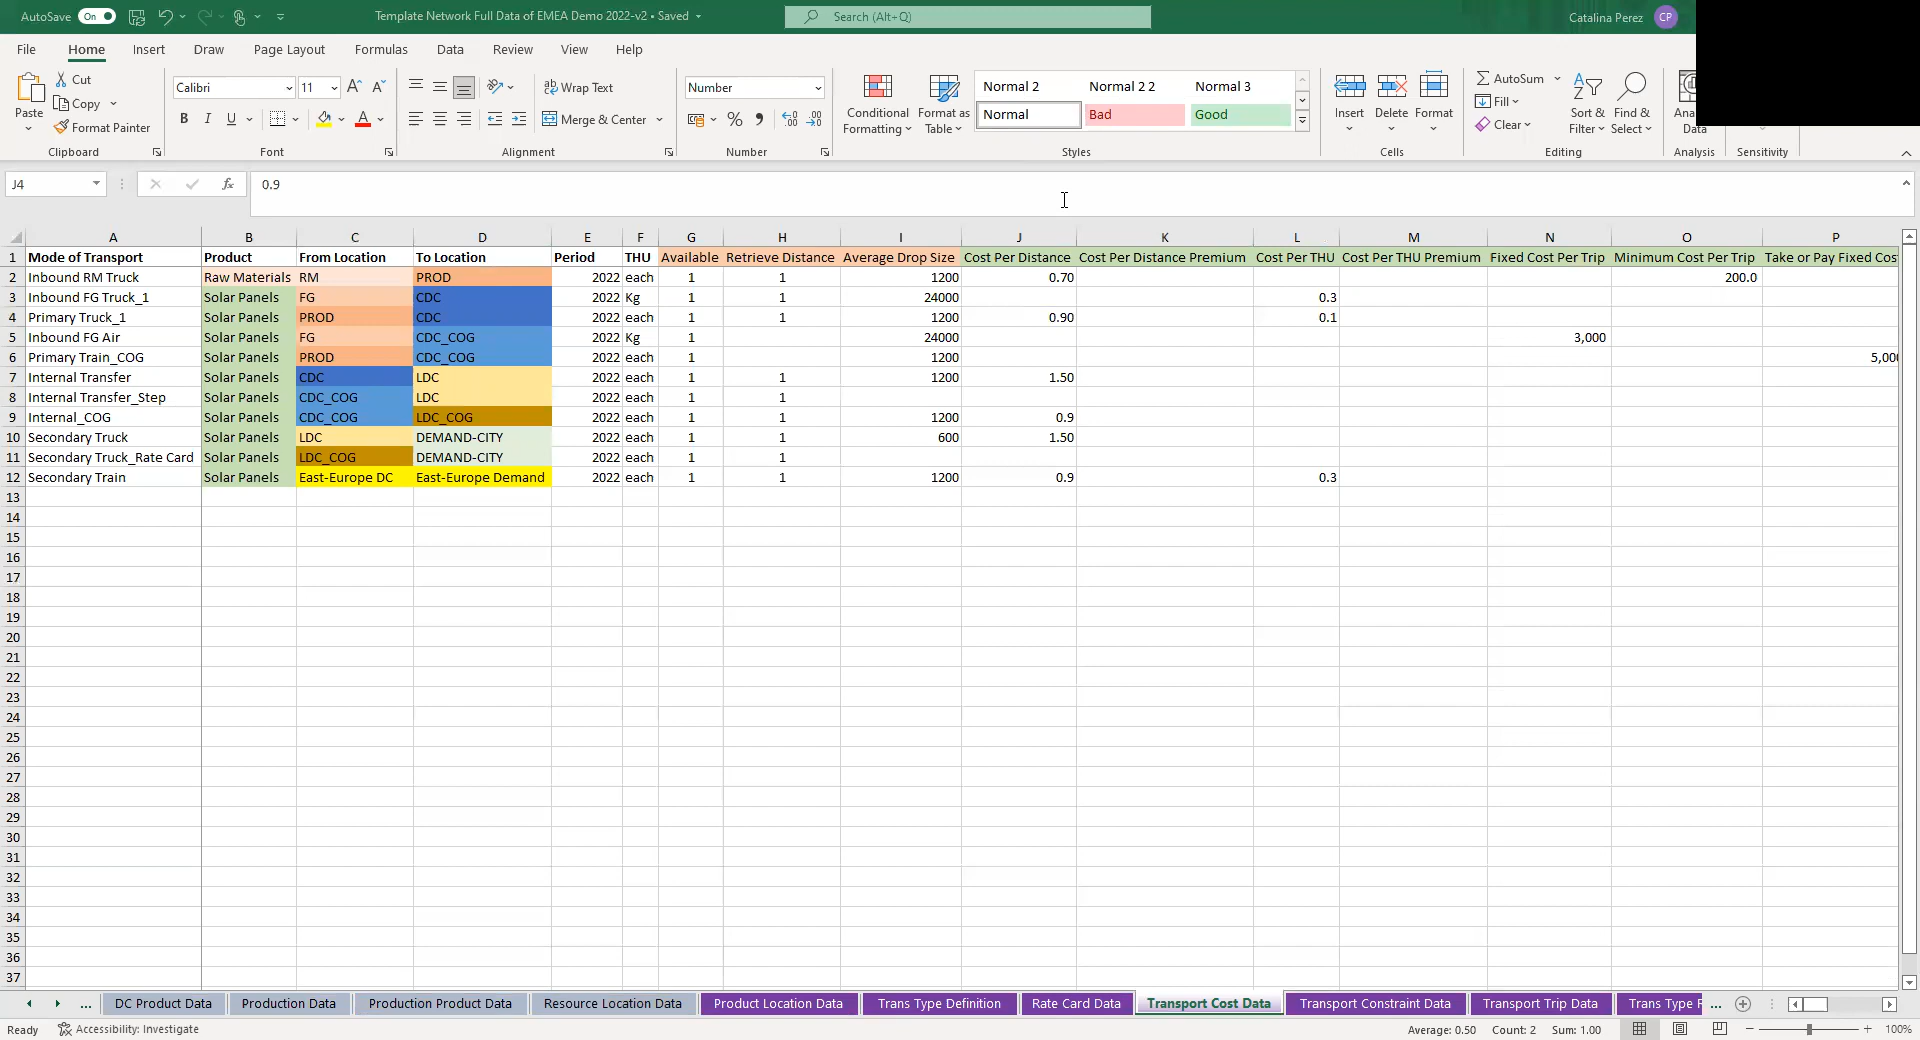 AutoSave On Template Network Full Data of EMEA Demo 2022-v2 • Saved Search (Alt+Q) Catalina Perez CP
File Home Insert Draw Page Layout Formulas Data Review View Help
Paste Cut Copy Format Painter Clipboard
Calibri 11 B I U A Font
Wrap Text Merge & Center Alignment
Number % Number
Conditional Formatting Format as Table Normal 2 Normal 2 2 Normal 3 Normal Bad Good Styles
Insert Delete Format Cells
AutoSum Fill Clear Sort & Filter Find & Select Editing
Data Analysis Sensitivity
J4 fx 0.9
A B C D E F G H I J K L M N O P
1 Mode of Transport Product From Location To Location Period THU Available Retrieve Distance Average Drop Size Cost Per Distance Cost Per Distance Premium Cost Per THU Cost Per THU Premium Fixed Cost Per Trip Minimum Cost Per Trip Take or Pay Fixed Cos
2 Inbound RM Truck Raw Materials RM PROD 2022 each 1 1 1200 0.70 200.0
3 Inbound FG Truck_1 Solar Panels FG CDC 2022 Kg 1 1 24000 0.3
4 Primary Truck_1 Solar Panels PROD CDC 2022 each 1 1 1200 0.90 0.1
5 Inbound FG Air Solar Panels FG CDC_COG 2022 Kg 1 24000 3,000
6 Primary Train_COG Solar Panels PROD CDC_COG 2022 each 1 1200 5,000
7 Internal Transfer Solar Panels CDC LDC 2022 each 1 1 1200 1.50
8 Internal Transfer_Step Solar Panels CDC_COG LDC 2022 each 1 1
9 Internal_COG Solar Panels CDC_COG LDC_COG 2022 each 1 1 1200 0.9
10 Secondary Truck Solar Panels LDC DEMAND-CITY 2022 each 1 1 600 1.50
11 Secondary Truck_Rate Card Solar Panels LDC_COG DEMAND-CITY 2022 each 1 1
12 Secondary Train Solar Panels East-Europe DC East-Europe Demand 2022 each 1 1 1200 0.9 0.3
13
14
15
16
17
18
19
20
21
22
23
24
25
26
27
28
29
30
31
32
33
34
35
36
37
... DC Product Data Production Data Production Product Data Resource Location Data Product Location Data Trans Type Definition Rate Card Data Transport Cost Data Transport Constraint Data Transport Trip Data Trans Type R ...
Ready Accessibility: Investigate Average: 0.50 Count: 2 Sum: 1.00 100%